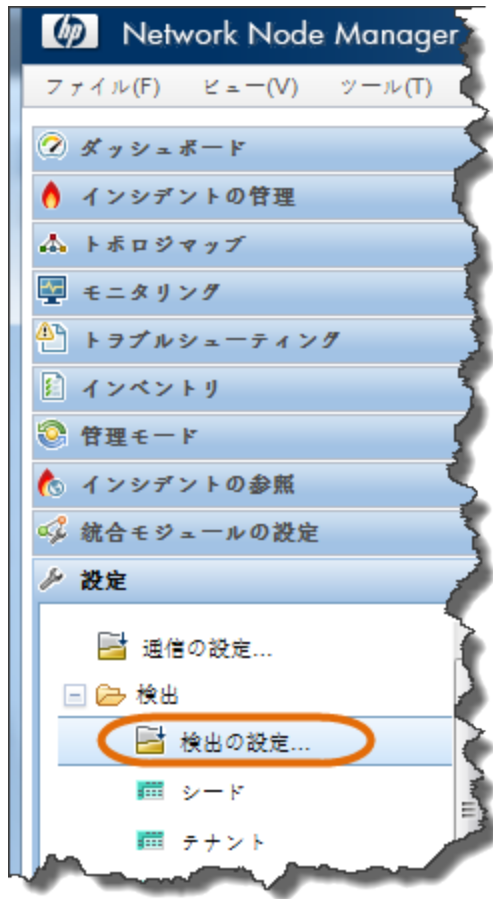 hp Network Node Manager
ファイル(F) ビュー(V) ツール(T)
ダッシュボード
インシデントの管理
トポロジマップ
モニタリング
トラブルシューティング
インベントリ
管理モード
インシデントの参照
統合モジュールの設定
設定
通信の設定...
検出
検出の設定...
シード
テナント